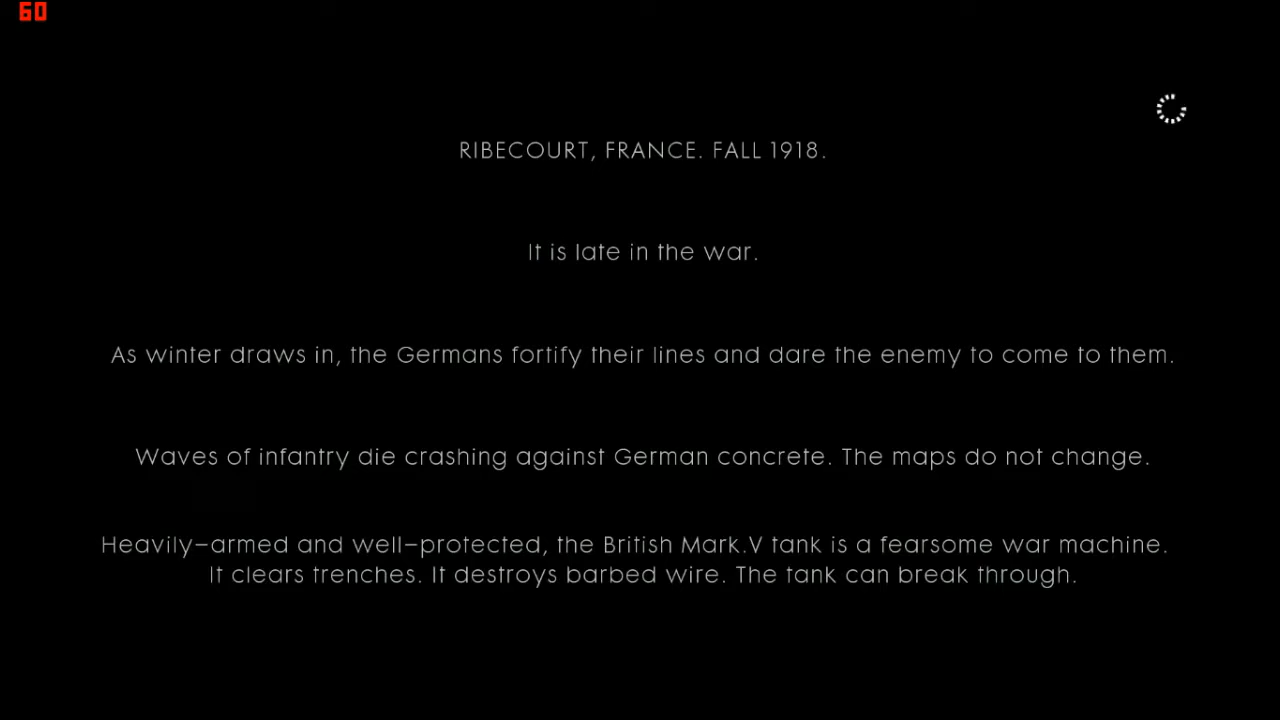 60
RIBECOURT, FRANCE. FALL 1918.
It is late in the war.
As winter draws in, the Germans fortify their lines and dare the enemy to come to them.
Waves of infantry die crashing against German concrete. The maps do not change.
Heavily-armed and well-protected, the British Mark.V tank is a fearsome war machine.
It clears trenches. It destroys barbed wire. The tank can break through.